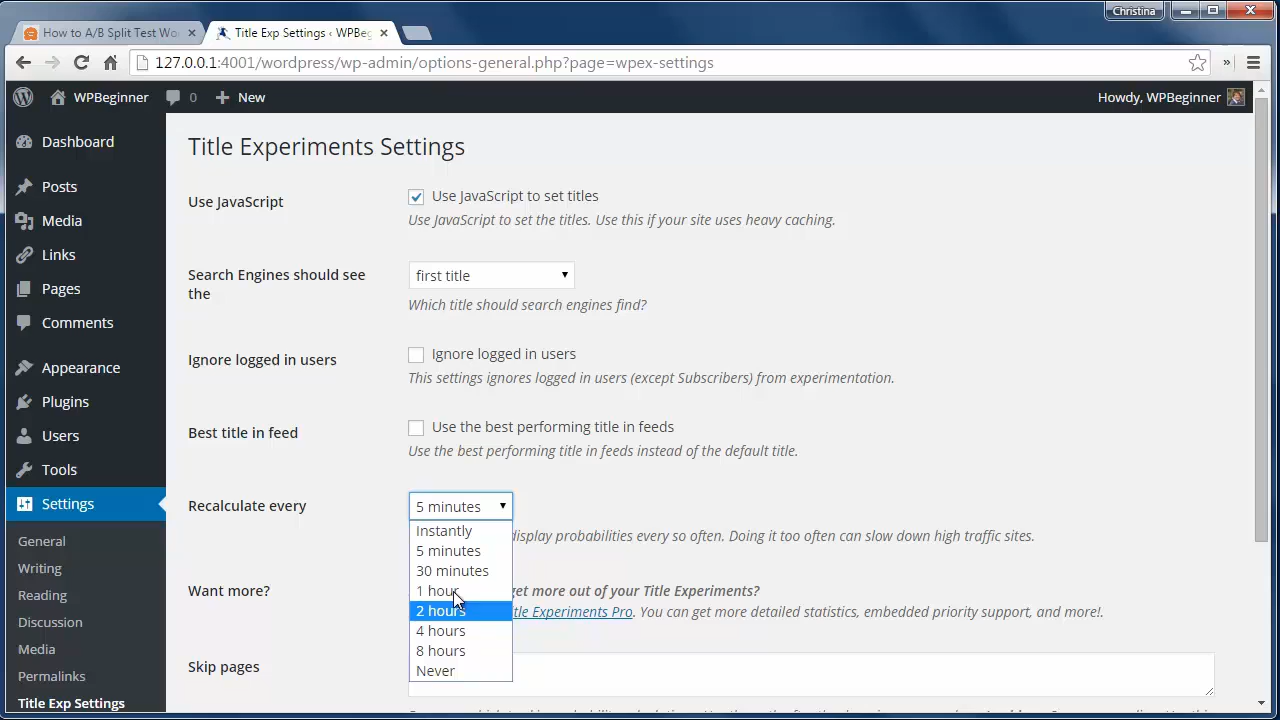 Christina
How to A/B Split Test Wo
Title Exp Settings ‹ WPBeg
127.0.0.1:4001/wordpress/wp-admin/options-general.php?page=wpex-settings
WPBeginner 0 New Howdy, WPBeginner
Dashboard
Posts
Media
Links
Pages
Comments
Appearance
Plugins
Users
Tools
Settings
General
Writing
Reading
Discussion
Media
Permalinks
Title Exp Settings
Title Experiments Settings
Use JavaScript
Use JavaScript to set titles
Use JavaScript to set the titles. Use this if your site uses heavy caching.
Search Engines should see
the
first title
Which title should search engines find?
Ignore logged in users
Ignore logged in users
This settings ignores logged in users (except Subscribers) from experimentation.
Best title in feed
Use the best performing title in feeds
Use the best performing title in feeds instead of the default title.
Recalculate every
5 minutes
Instantly
5 minutes
30 minutes
1 hour
2 hours
4 hours
8 hours
Never
display probabilities every so often. Doing it too often can slow down high traffic sites.
Want more?
get more out of your Title Experiments?
tle Experiments Pro. You can get more detailed statistics, embedded priority support, and more!.
Skip pages